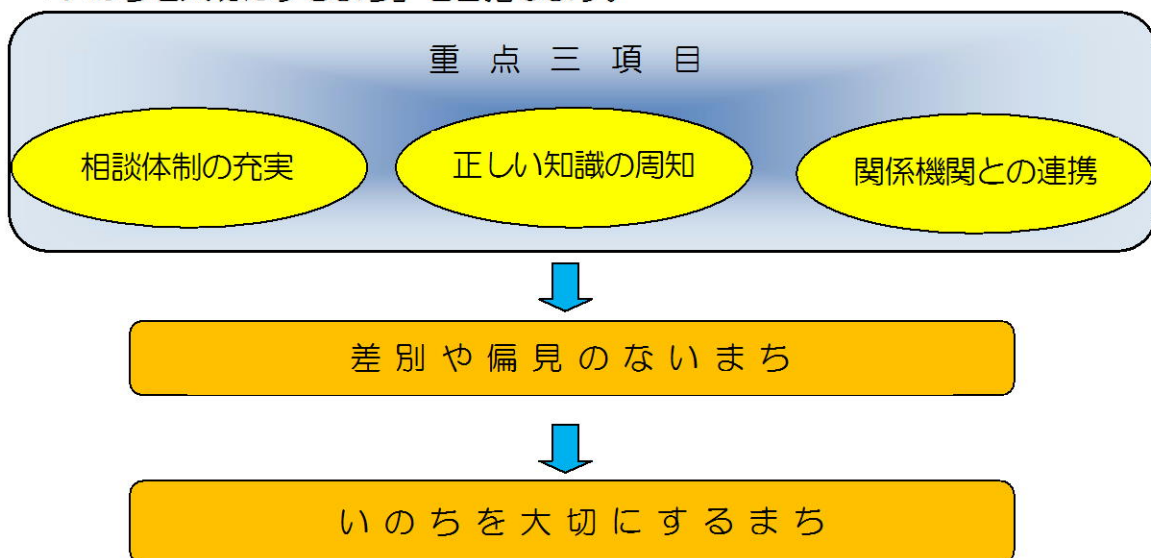 重点三項目
相談体制の充実
正しい知識の周知
関係機関との連携
差別や偏見のないまち
いのちを大切にするまち